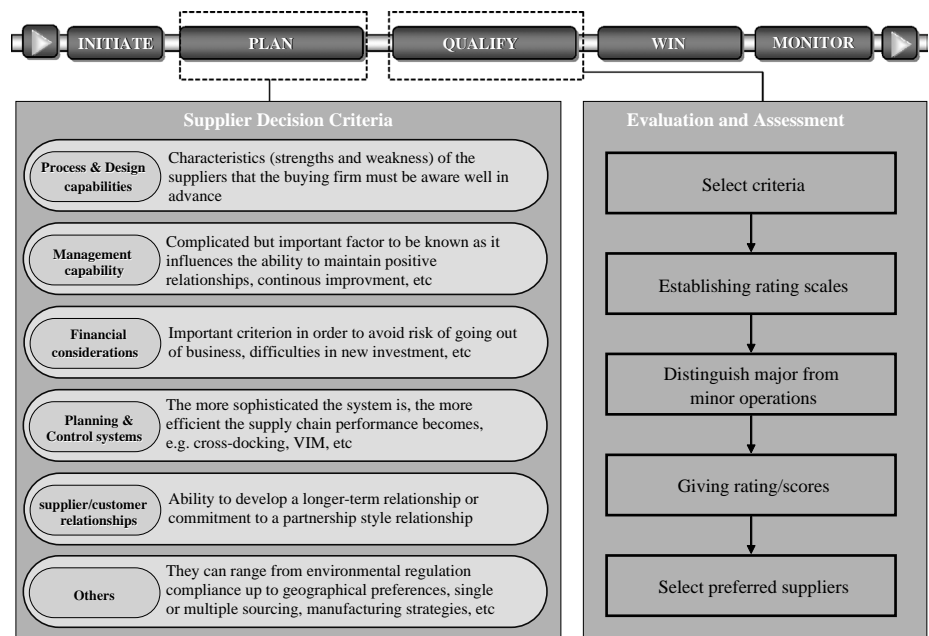 INITIATE
PLAN
QUALIFY
WIN
MONITOR
Supplier Decision Criteria
Process & Design
capabilities
Characteristics (strengths and weakness) of the
suppliers that the buying firm must be aware well in
advance
Management
capability
Complicated but important factor to be known as it
influences the ability to maintain positive
relationships, continous improvment, etc
Financial
considerations
Important criterion in order to avoid risk of going out
of business, difficulties in new investment, etc
Planning &
Control systems
The more sophisticated the system is, the more
efficient the supply chain performance becomes,
e.g. cross-docking, VIM, etc
supplier/customer
relationships
Ability to develop a longer-term relationship or
commitment to a partnership style relationship
Others
They can range from environmental regulation
compliance up to geographical preferences, single
or multiple sourcing, manufacturing strategies, etc
Evaluation and Assessment
Select criteria
Establishing rating scales
Distinguish major from
minor operations
Giving rating/scores
Select preferred suppliers